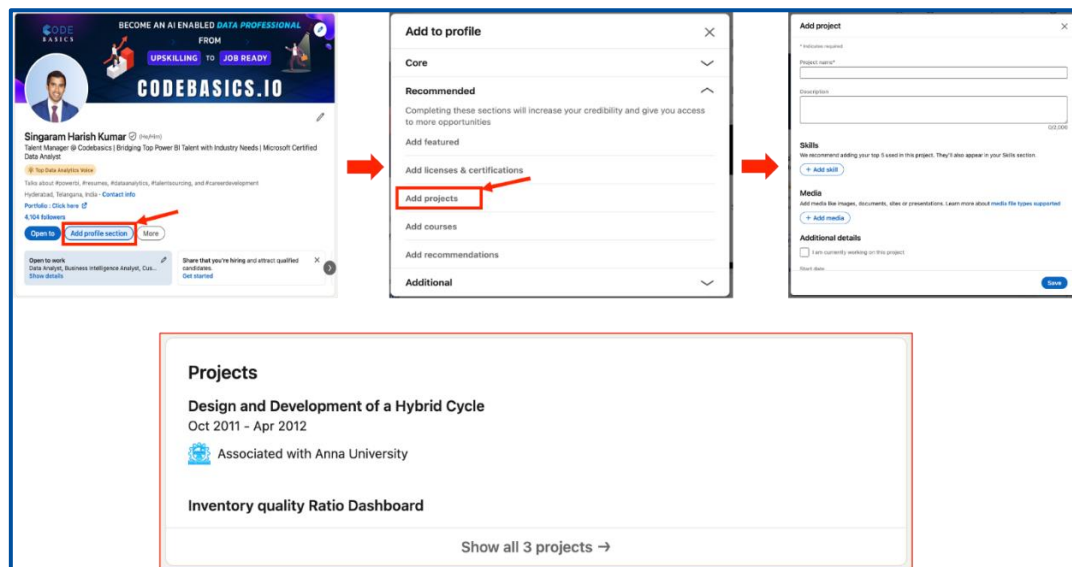 CODE
BASICS
BECOME AN AI ENABLED DATA PROFESSIONAL
FROM
UPSKILLING TO JOB READY
CODEBASICS.IO
Singaram Harish Kumar (He/Him)
Talent Manager @ Codebasics | Bridging Top Power BI Talent with Industry Needs | Microsoft Certified
Data Analyst
Top Data Analytics Voice
Talks about #powerbi, #resumes, #dataanalytics, #talentsourcing, and #careerdevelopment
Hyderabad, Telangana, India · Contact info
Portfolio : Click here
4,104 followers
Open to
Add profile section
More
Open to work
Data Analyst, Business Intelligence Analyst, Cus...
Show details
Share that you're hiring and attract qualified
candidates.
Get started
Add to profile
Core
Recommended
Completing these sections will increase your credibility and give you access
to more opportunities
Add featured
Add licenses & certifications
Add projects
Add courses
Add recommendations
Additional
Add project
* Indicates required
Project name*
Description
0/2,000
Skills
We recommend adding your top 5 used in this project. They'll also appear in your Skills section.
+ Add skill
Media
Add media like images, documents, sites or presentations. Learn more about media file types supported
+ Add media
Additional details
I am currently working on this project
Start date
Save
Projects
Design and Development of a Hybrid Cycle
Oct 2011 - Apr 2012
Associated with Anna University
Inventory quality Ratio Dashboard
Show all 3 projects →